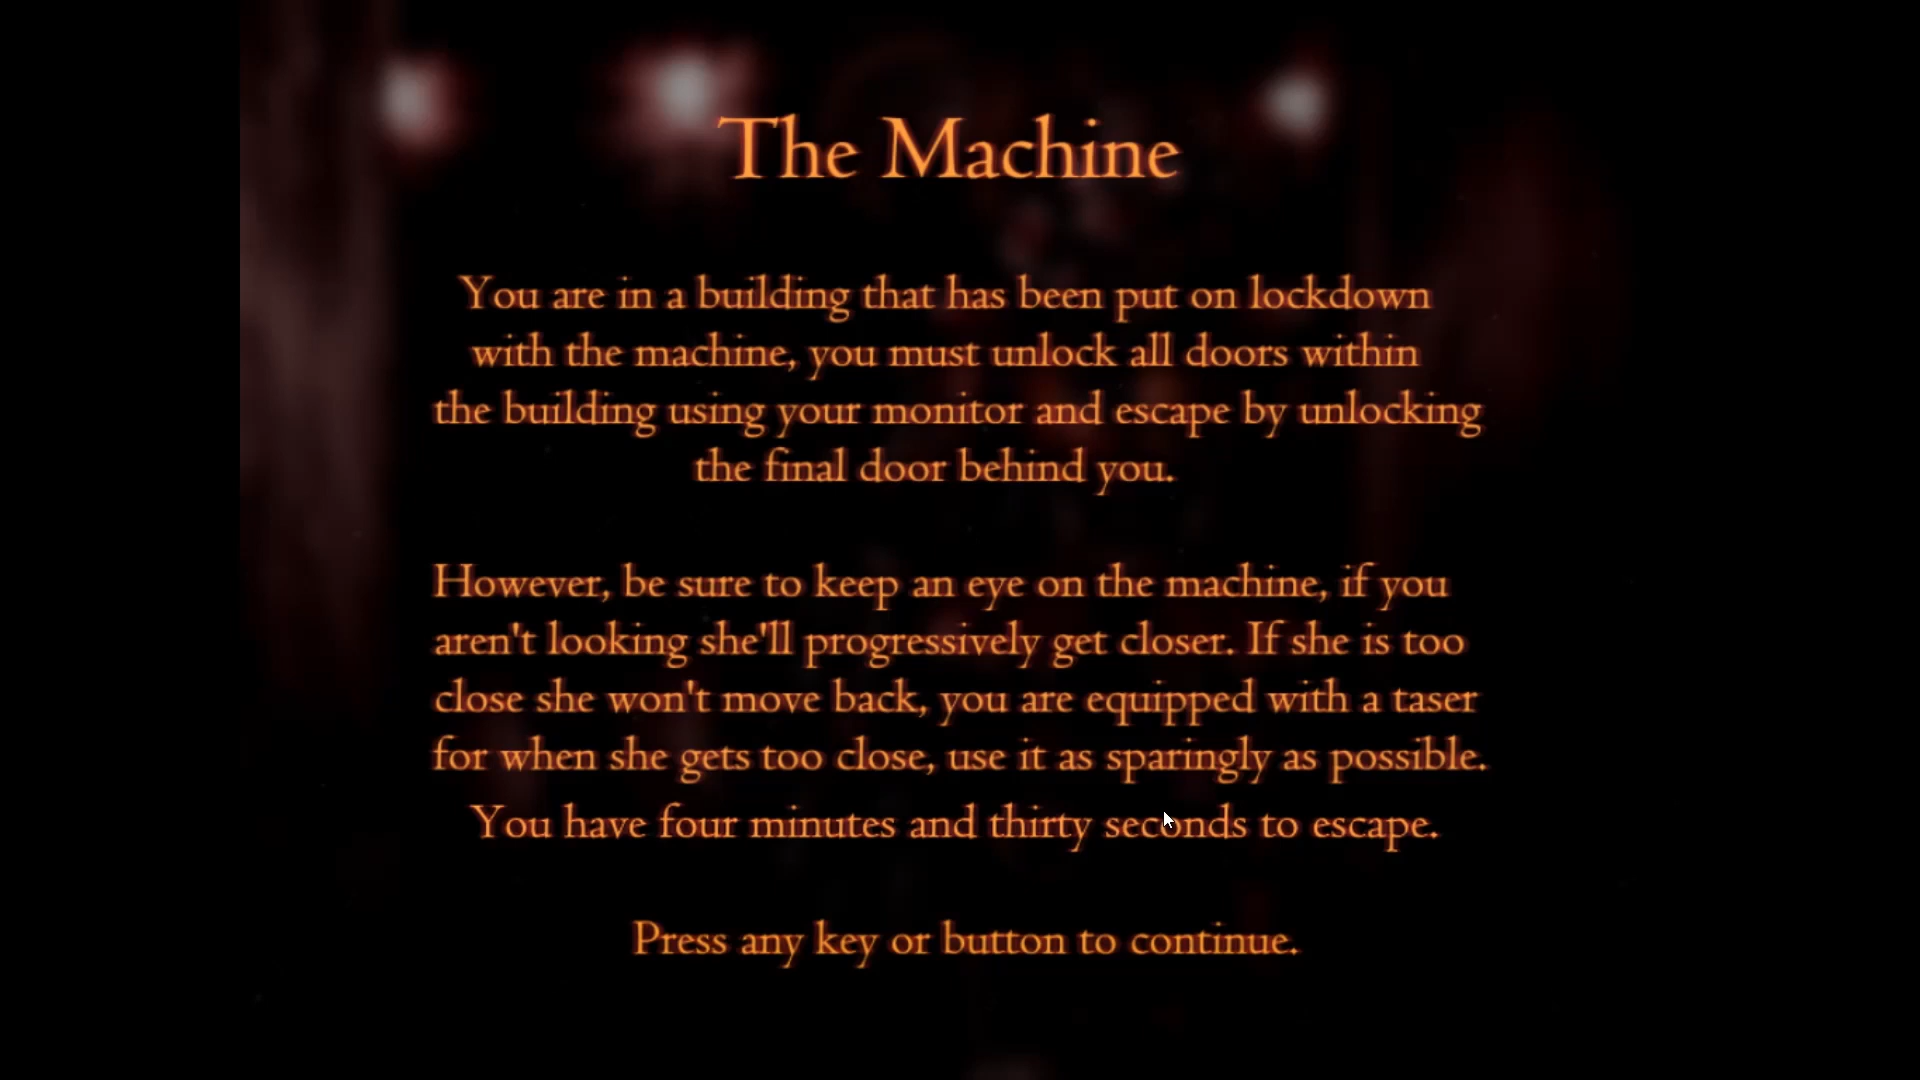 The Machine
You are in a building that has been put on lockdown
with the machine, you must unlock all doors within
the building using your monitor and escape by unlocking
the final door behind you.
However, be sure to keep an eye on the machine, if you
aren't looking she'll progressively get closer. If she is too
close she won't move back, you are equipped with a taser
for when she gets too close, use it as sparingly as possible.
You have four minutes and thirty seconds to escape.
Press any key or button to continue.